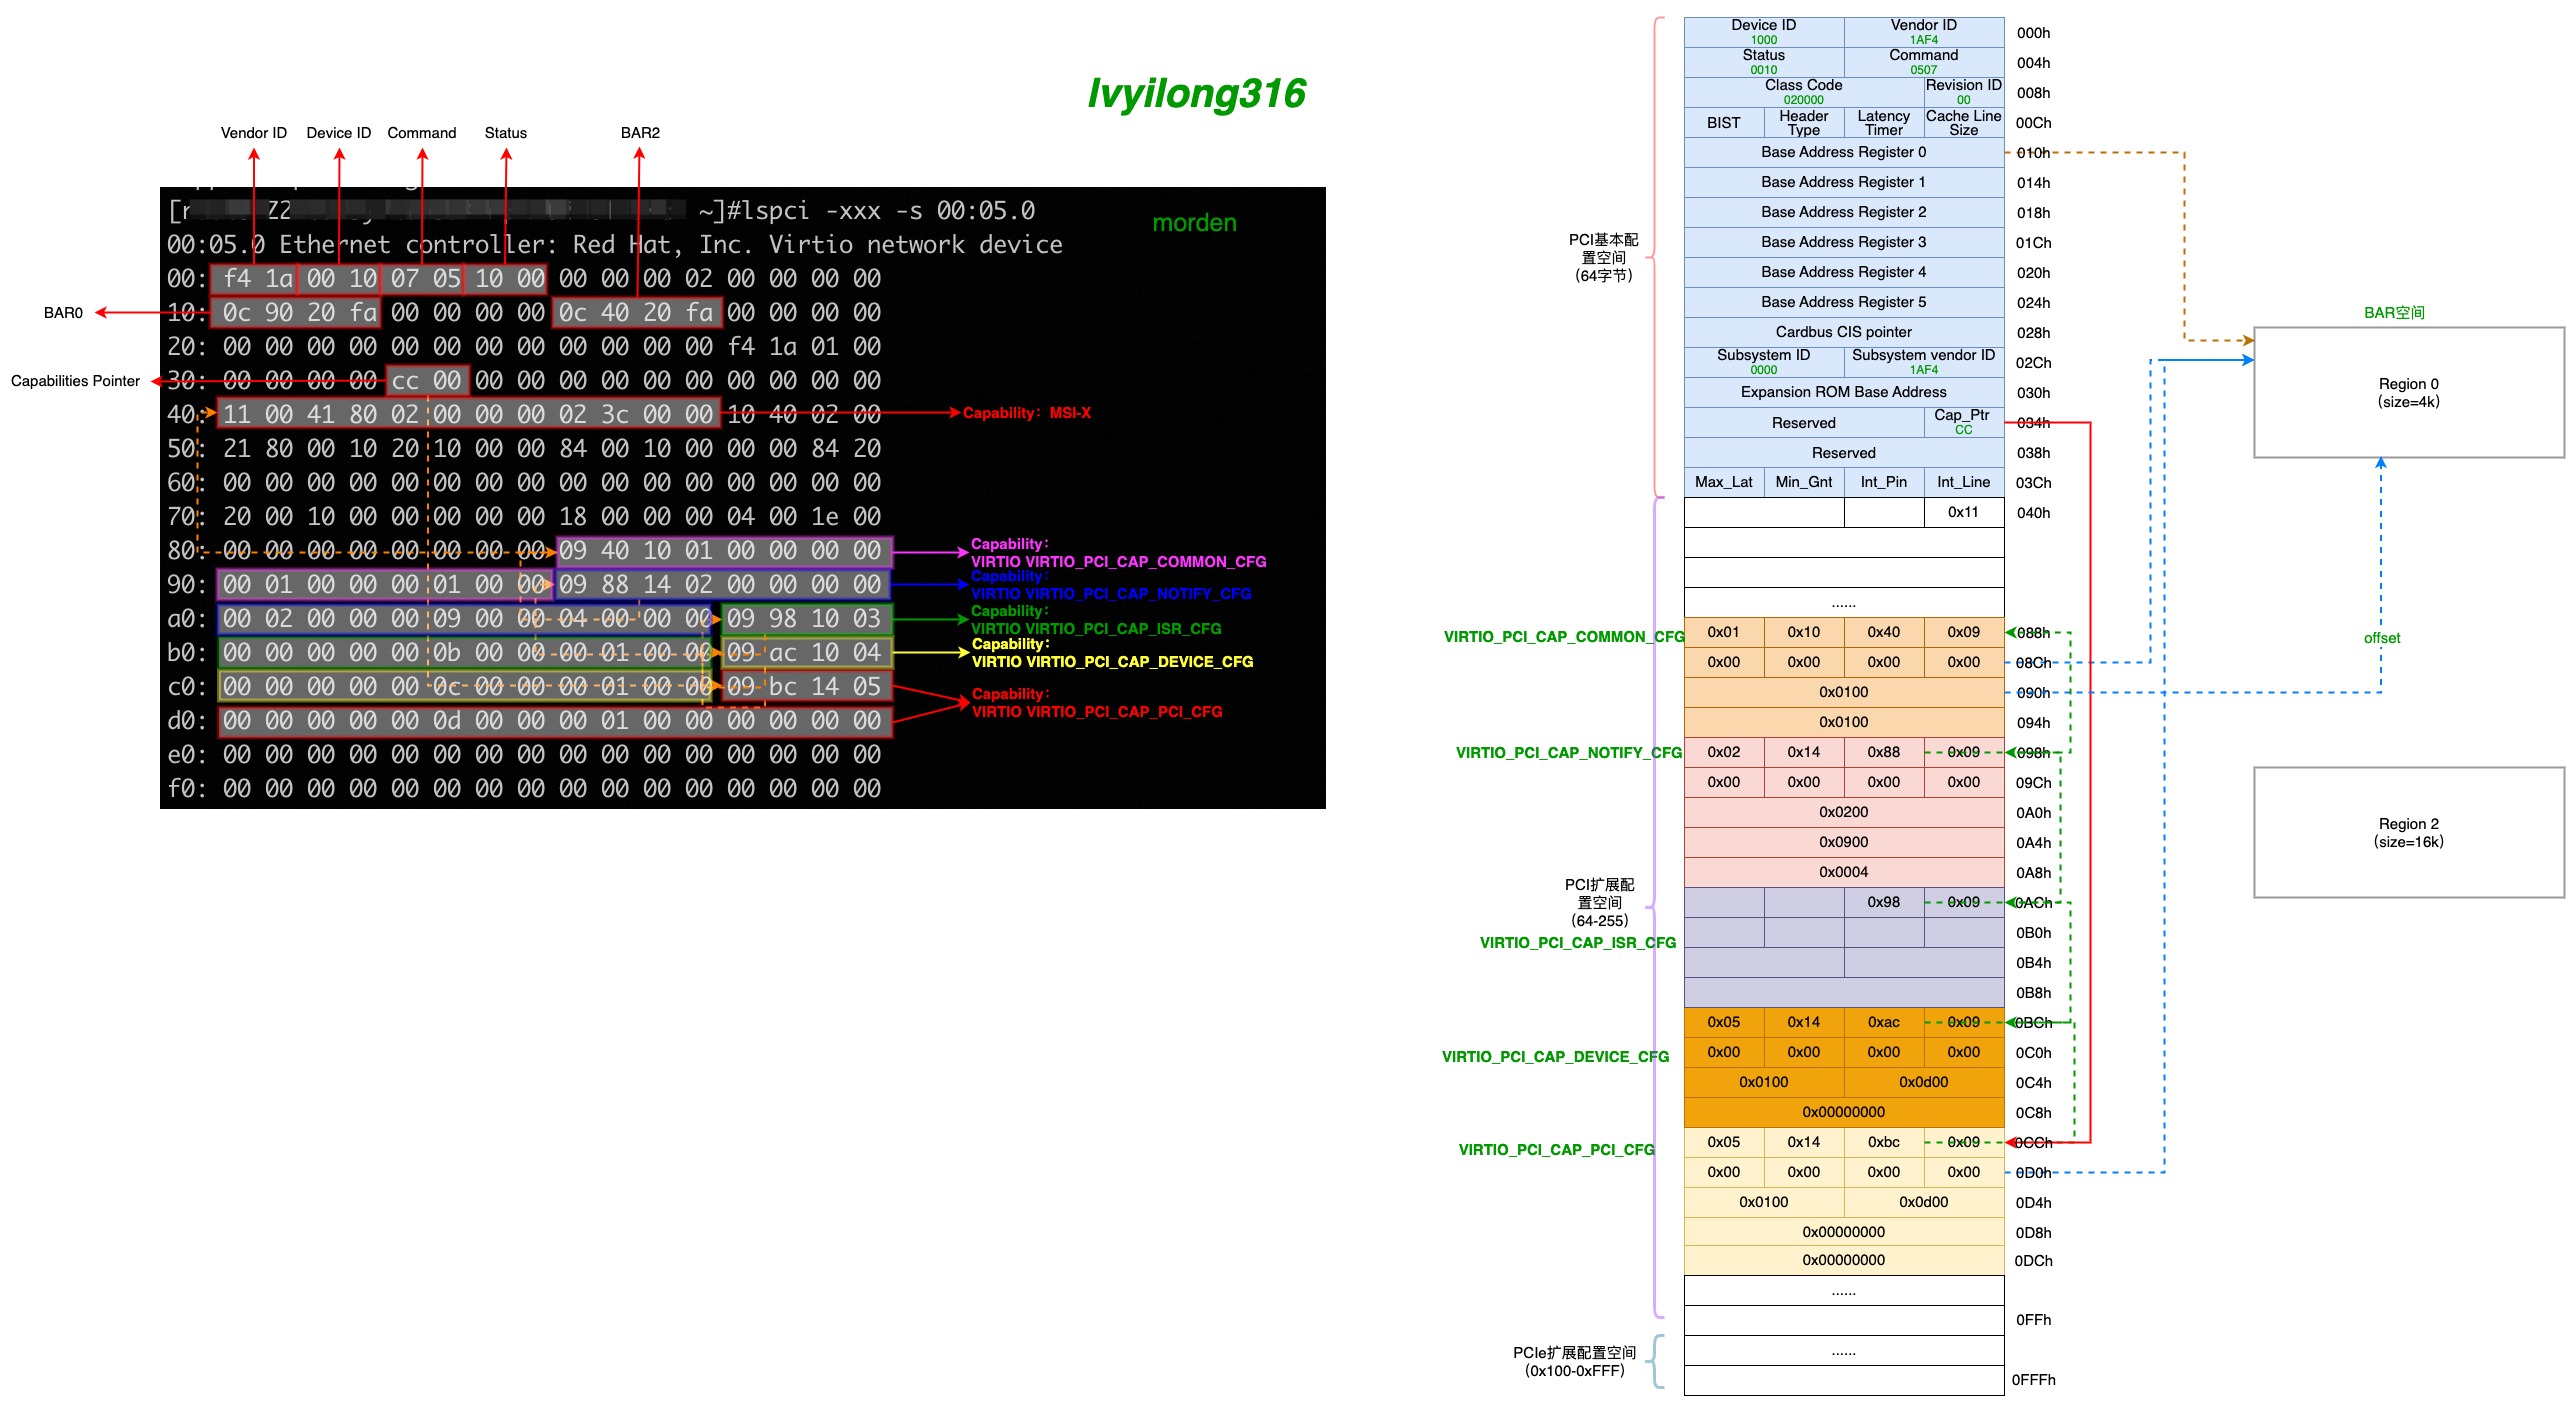 lvyilong316
Vendor ID Device ID Command Status BAR2
~]#lspci -xxx -s 00:05.0
morden
00:05.0 Ethernet controller: Red Hat, Inc. Virtio network device
00: f4 1a 00 10 07 05 10 00 00 00 00 02 00 00 00 00
BAR0
10: 0c 90 20 fa 00 00 00 00 0c 40 20 fa 00 00 00 00
20: 00 00 00 00 00 00 00 00 00 00 00 00 f4 1a 01 00
Capabilities Pointer
30: 00 00 00 00 cc 00 00 00 00 00 00 00 00 00 00 00
40: 11 00 41 80 02 00 00 00 02 3c 00 00 10 40 02 00
Capability：MSI-X
50: 21 80 00 10 20 10 00 00 84 00 10 00 00 00 84 20
60: 00 00 00 00 00 00 00 00 00 00 00 00 00 00 00 00
70: 20 00 10 00 00 00 00 00 18 00 00 00 04 00 1e 00
80: 00 00 00 00 00 00 00 00 09 40 10 01 00 00 00 00
Capability：
VIRTIO VIRTIO_PCI_CAP_COMMON_CFG
90: 00 01 00 00 00 01 00 00 09 88 14 02 00 00 00 00
Capability：
VIRTIO VIRTIO_PCI_CAP_NOTIFY_CFG
a0: 00 02 00 00 00 09 00 00 04 00 00 00 09 98 10 03
Capability：
VIRTIO VIRTIO_PCI_CAP_ISR_CFG
b0: 00 00 00 00 00 0b 00 00 00 01 00 00 09 ac 10 04
Capability：
VIRTIO VIRTIO_PCI_CAP_DEVICE_CFG
c0: 00 00 00 00 00 0c 00 00 00 01 00 00 09 bc 14 05
Capability：
VIRTIO VIRTIO_PCI_CAP_PCI_CFG
d0: 00 00 00 00 00 0d 00 00 00 01 00 00 00 00 00 00
e0: 00 00 00 00 00 00 00 00 00 00 00 00 00 00 00 00
f0: 00 00 00 00 00 00 00 00 00 00 00 00 00 00 00 00
Device ID Vendor ID 000h
1000 1AF4
Status Command 004h
0010 0507
Class Code Revision ID 008h
020000 00
BIST Header Type Latency Timer Cache Line Size 00Ch
Base Address Register 0 010h
Base Address Register 1 014h
Base Address Register 2 018h
Base Address Register 3 01Ch
Base Address Register 4 020h
Base Address Register 5 024h
Cardbus CIS pointer 028h
Subsystem ID Subsystem vendor ID 02Ch
0000 1AF4
Expansion ROM Base Address 030h
Reserved Cap_Ptr 034h
CC
Reserved 038h
Max_Lat Min_Gnt Int_Pin Int_Line 03Ch
PCI基本配
置空间
(64字节)
0x11 040h
......
VIRTIO_PCI_CAP_COMMON_CFG
0x01 0x10 0x40 0x09 088h
0x00 0x00 0x00 0x00 08Ch
0x0100 090h
0x0100 094h
VIRTIO_PCI_CAP_NOTIFY_CFG
0x02 0x14 0x88 0x09 098h
0x00 0x00 0x00 0x00 09Ch
0x0200 0A0h
0x0900 0A4h
0x0004 0A8h
PCI扩展配
置空间
(64-255)
0x98 0x09 0ACh
VIRTIO_PCI_CAP_ISR_CFG
0B0h
0B4h
0B8h
0x05 0x14 0xac 0x09 0BCh
VIRTIO_PCI_CAP_DEVICE_CFG
0x00 0x00 0x00 0x00 0C0h
0x0100 0x0d00 0C4h
0x00000000 0C8h
VIRTIO_PCI_CAP_PCI_CFG
0x05 0x14 0xbc 0x09 0CCh
0x00 0x00 0x00 0x00 0D0h
0x0100 0x0d00 0D4h
0x00000000 0D8h
0x00000000 0DCh
......
0FFh
PCIe扩展配置空间
(0x100-0xFFF)
......
0FFFh
BAR空间
Region 0
（size=4k）
offset
Region 2
（size=16k）